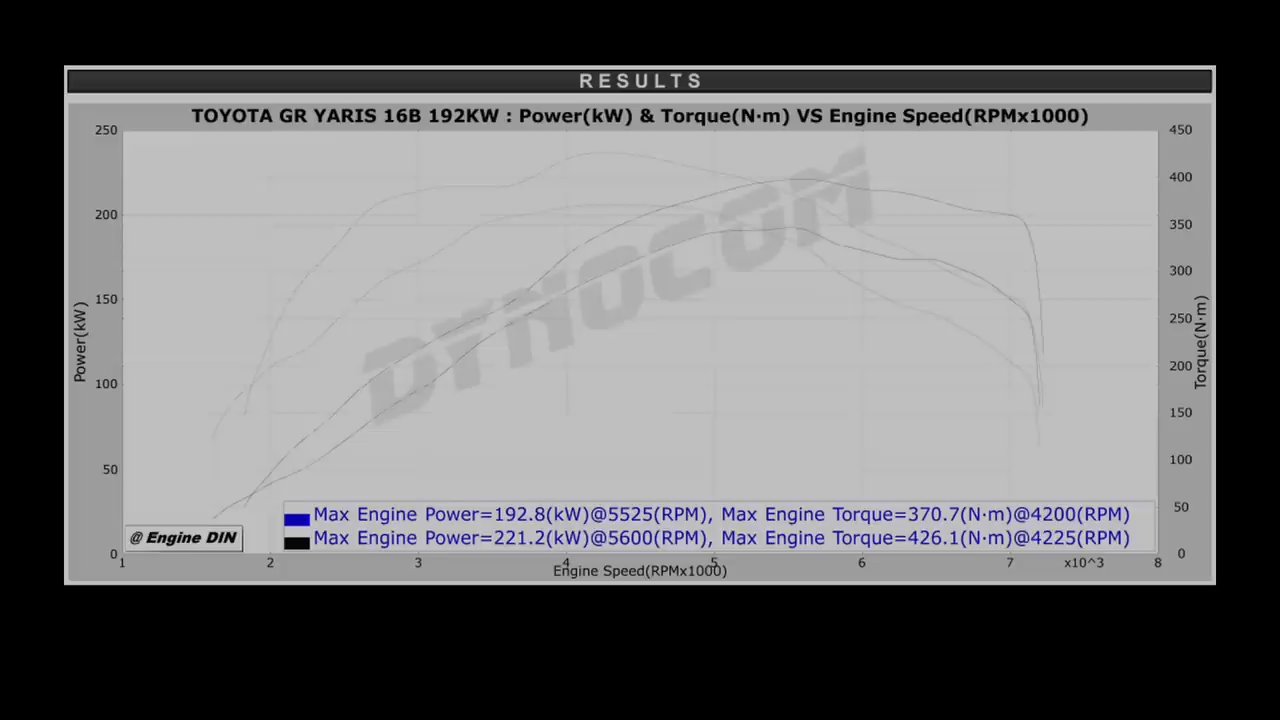 RESULTS
TOYOTA GR YARIS 16B 192KW : Power(kW) & Torque(N·m) VS Engine Speed(RPMx1000)
250
200
150
100
50
0
Power(kW)
450
400
350
300
250
200
150
100
50
0
Torque(N·m)
DYNOCOM
Max Engine Power=192.8(kW)@5525(RPM), Max Engine Torque=370.7(N·m)@4200(RPM)
Max Engine Power=221.2(kW)@5600(RPM), Max Engine Torque=426.1(N·m)@4225(RPM)
@ Engine DIN
1 2 3 4 5 6 7 x10^3 8
Engine Speed(RPMx1000)